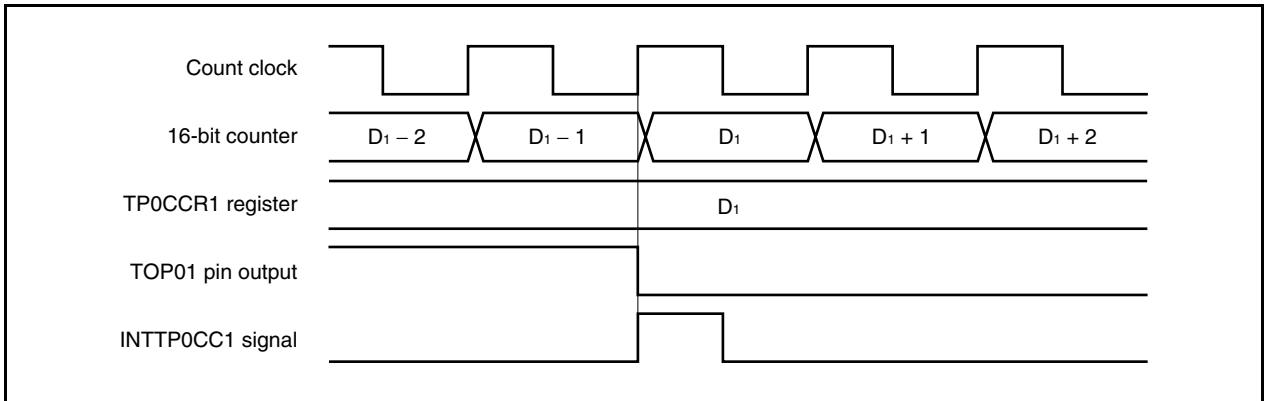 Count clock
16-bit counter
D1 − 2
D1 − 1
D1
D1 + 1
D1 + 2
TP0CCR1 register
D1
TOP01 pin output
INTTP0CC1 signal